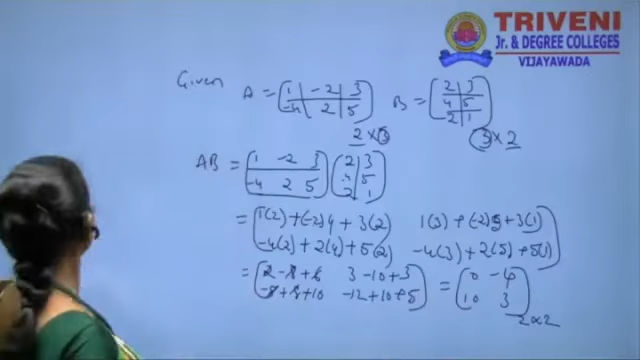 TRIVENI
Jr. & DEGREE COLLEGES
VIJAYAWADA
Given A = (1 -2 3
-4 2 5) 2 × 3
B = (2 3
4 5
2 1) 3 × 2
AB = (1 -2 3
-4 2 5) (2 3
4 5
2 1)
= (1(2) + (-2)4 + 3(2) 1(3) + (-2)5 + 3(1)
-4(2) + 2(4) + 5(2) -4(3) + 2(5) + 5(1))
= (2 - 8 + 6 3 - 10 + 3
-8 + 8 + 10 -12 + 10 + 5) = (0 -4
10 3) 2×2